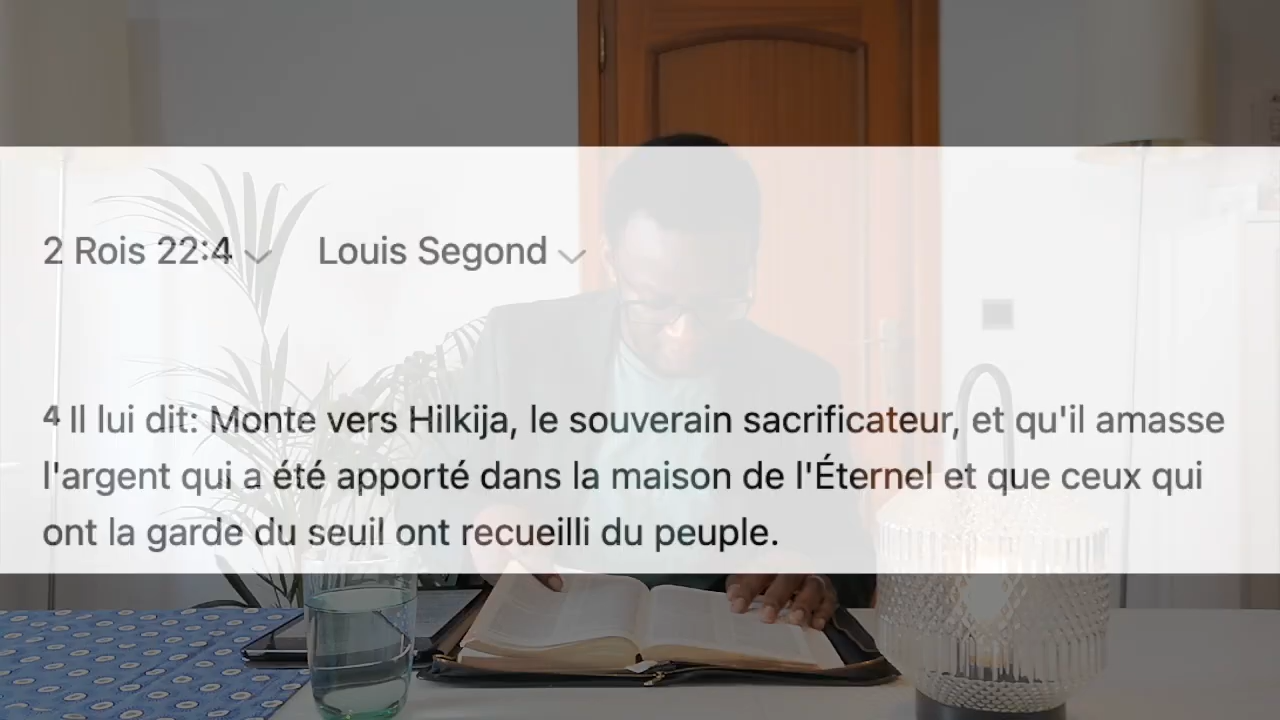 2 Rois 22:4 Louis Segond
4 Il lui dit: Monte vers Hilkija, le souverain sacrificateur, et qu'il amasse
l'argent qui a été apporté dans la maison de l'Éternel et que ceux qui
ont la garde du seuil ont recueilli du peuple.